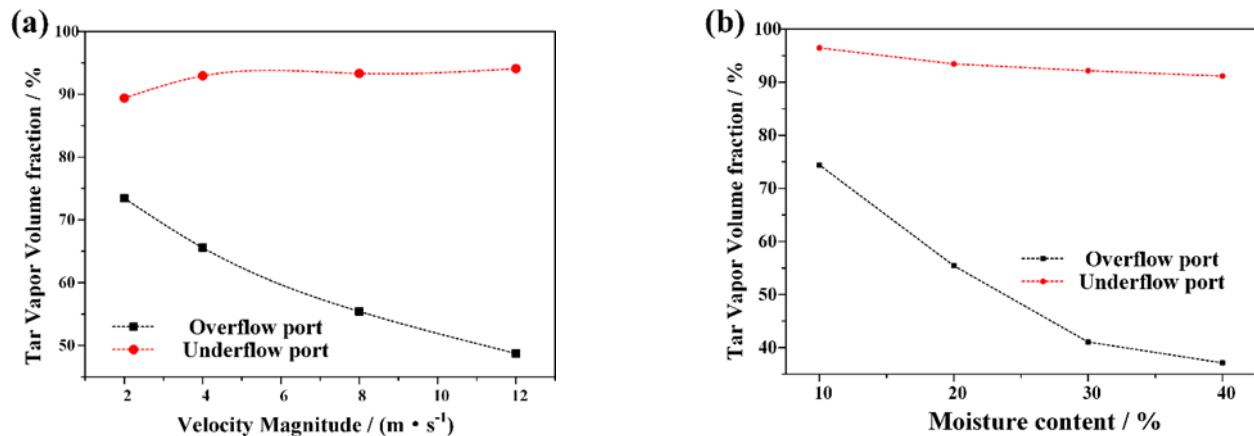 (a)
100
90
80
70
60
50
Tar Vapor Volume fraction / %
2 4 6 8 10 12
Velocity Magnitude / (m · s⁻¹)
Overflow port
Underflow port
(b)
100
90
80
70
60
50
40
Tar Vapor Volume fraction / %
10 20 30 40
Moisture content / %
Overflow port
Underflow port